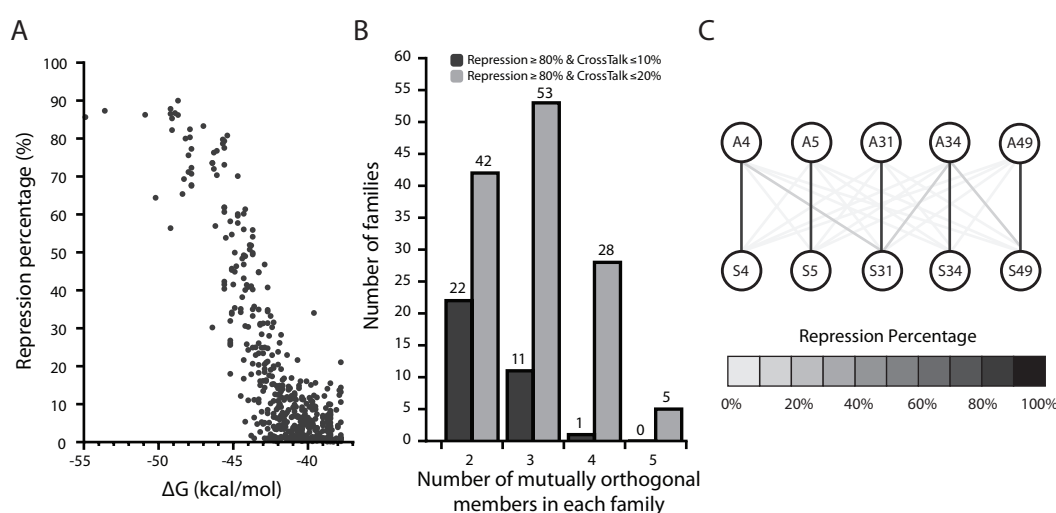 A
100
90
80
70
60
50
40
30
20
10
0
Repression percentage (%)
-55
-50
-45
-40
ΔG (kcal/mol)
B
60
55
50
45
40
35
30
25
20
15
10
5
0
Number of families
Repression ≥ 80% & CrossTalk ≤10%
Repression ≥ 80% & CrossTalk ≤20%
22
42
11
53
1
28
0
5
2
3
4
5
Number of mutually orthogonal
members in each family
C
A4 A5 A31 A34 A49
S4 S5 S31 S34 S49
Repression Percentage
0% 20% 40% 60% 80% 100%